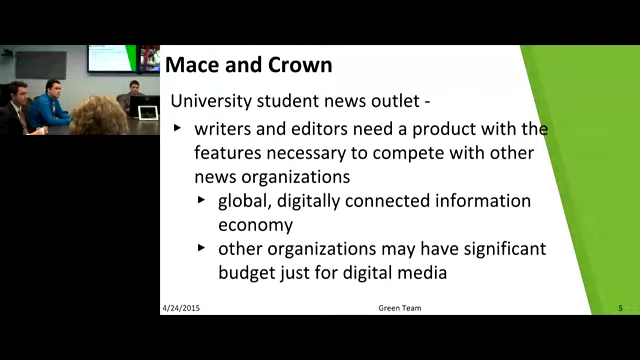 Mace and Crown
University student news outlet -
writers and editors need a product with the
features necessary to compete with other
news organizations
global, digitally connected information
economy
other organizations may have significant
budget just for digital media
4/24/2015
Green Team
5